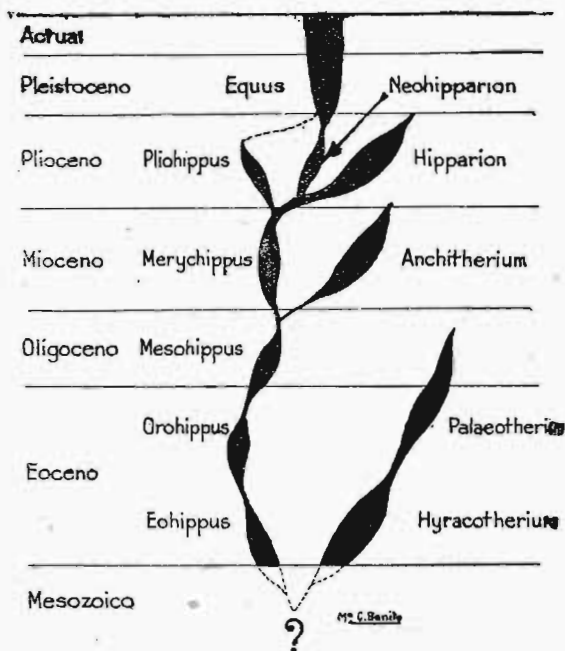 Actual
Pleistoceno Equus Neohipparion
Plioceno Pliohippus Hipparion
Mioceno Merychippus Anchitherium
Oligoceno Mesohippus
Orohippus Palaeotherium
Eoceno
Eohippus Hyracotherium
Mesozoico
?